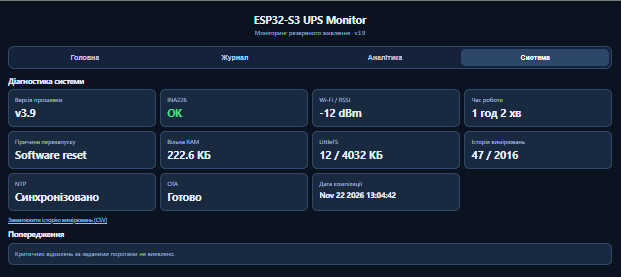 ESP32-S3 UPS Monitor
Моніторинг резервного живлення · v3.9
Головна
Журнал
Аналітика
Система
Діагностика системи
Версія прошивки
v3.9
INA226
OK
Wi-Fi / RSSI
-12 dBm
Час роботи
1 год 2 хв
Причина перезапуску
Software reset
Вільна RAM
222.6 КБ
LittleFS
12 / 4032 КБ
Історія вимірювань
47 / 2016
NTP
Синхронізовано
OTA
Готово
Дата компіляції
Nov 22 2026 13:04:42
Завантажити історію вимірювань (CSV)
Попередження
Критичних відхилень за заданими порогами не виявлено.